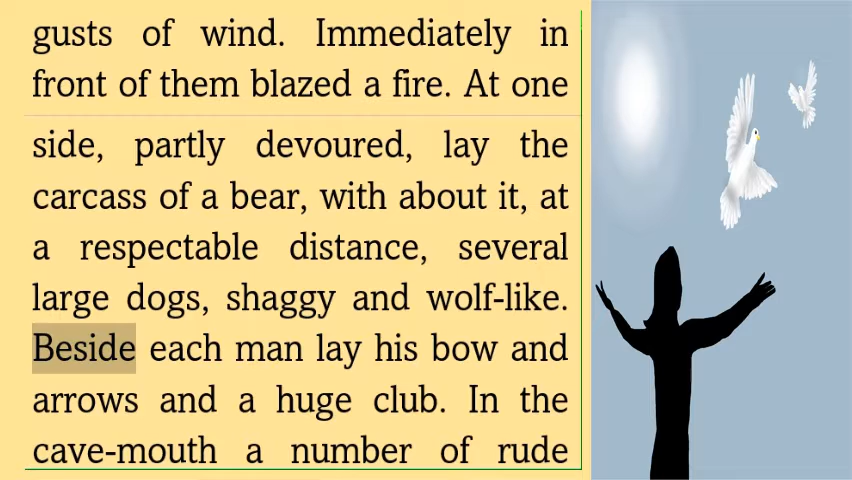 gusts of wind. Immediately in
front of them blazed a fire. At one
side, partly devoured, lay the
carcass of a bear, with about it, at
a respectable distance, several
large dogs, shaggy and wolf-like.
Beside each man lay his bow and
arrows and a huge club. In the
cave-mouth a number of rude